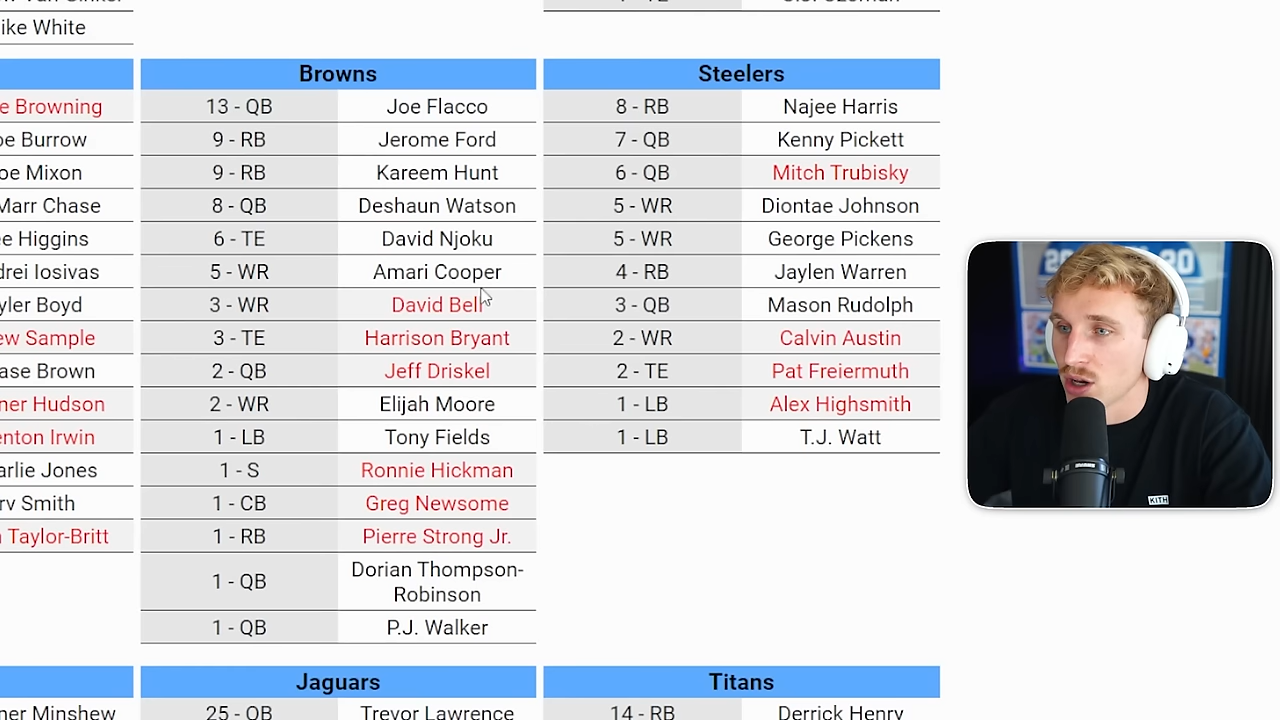 ike White
Browns
Steelers
e Browning
13 - QB
Joe Flacco
8 - RB
Najee Harris
oe Burrow
9 - RB
Jerome Ford
7 - QB
Kenny Pickett
oe Mixon
9 - RB
Kareem Hunt
6 - QB
Mitch Trubisky
Marr Chase
8 - QB
Deshaun Watson
5 - WR
Diontae Johnson
ee Higgins
6 - TE
David Njoku
5 - WR
George Pickens
drei Iosivas
5 - WR
Amari Cooper
4 - RB
Jaylen Warren
yler Boyd
3 - WR
David Bell
3 - QB
Mason Rudolph
ew Sample
3 - TE
Harrison Bryant
2 - WR
Calvin Austin
ase Brown
2 - QB
Jeff Driskel
2 - TE
Pat Freiermuth
ner Hudson
2 - WR
Elijah Moore
1 - LB
Alex Highsmith
enton Irwin
1 - LB
Tony Fields
1 - LB
T.J. Watt
arlie Jones
1 - S
Ronnie Hickman
rv Smith
1 - CB
Greg Newsome
Taylor-Britt
1 - RB
Pierre Strong Jr.
1 - QB
Dorian Thompson-
Robinson
1 - QB
P.J. Walker
Jaguars
Titans
ner Minshew
25 - QB
Trevor Lawrence
14 - RB
Derrick Henry
KITH